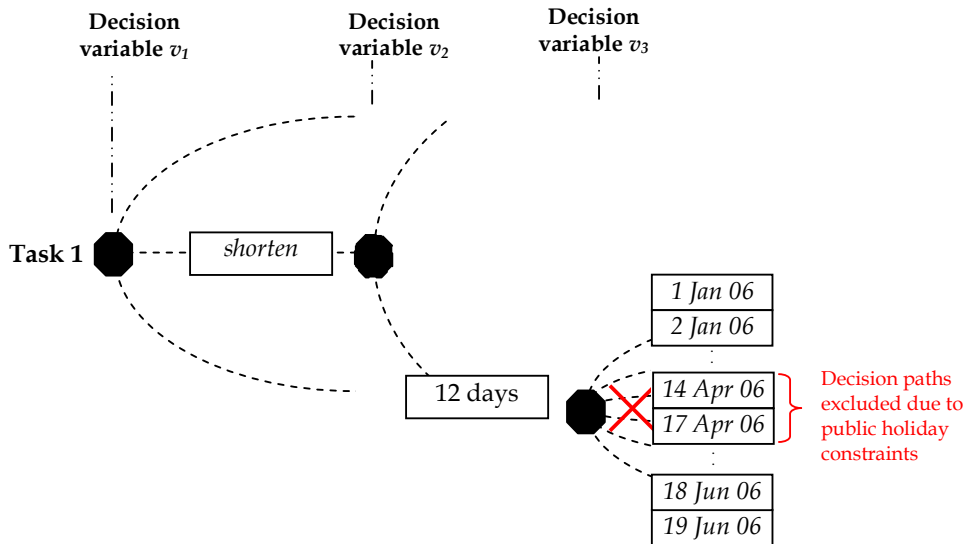 Decision
variable v1
Decision
variable v2
Decision
variable v3
Task 1
shorten
12 days
1 Jan 06
2 Jan 06
14 Apr 06
17 Apr 06
18 Jun 06
19 Jun 06
Decision paths
excluded due to
public holiday
constraints